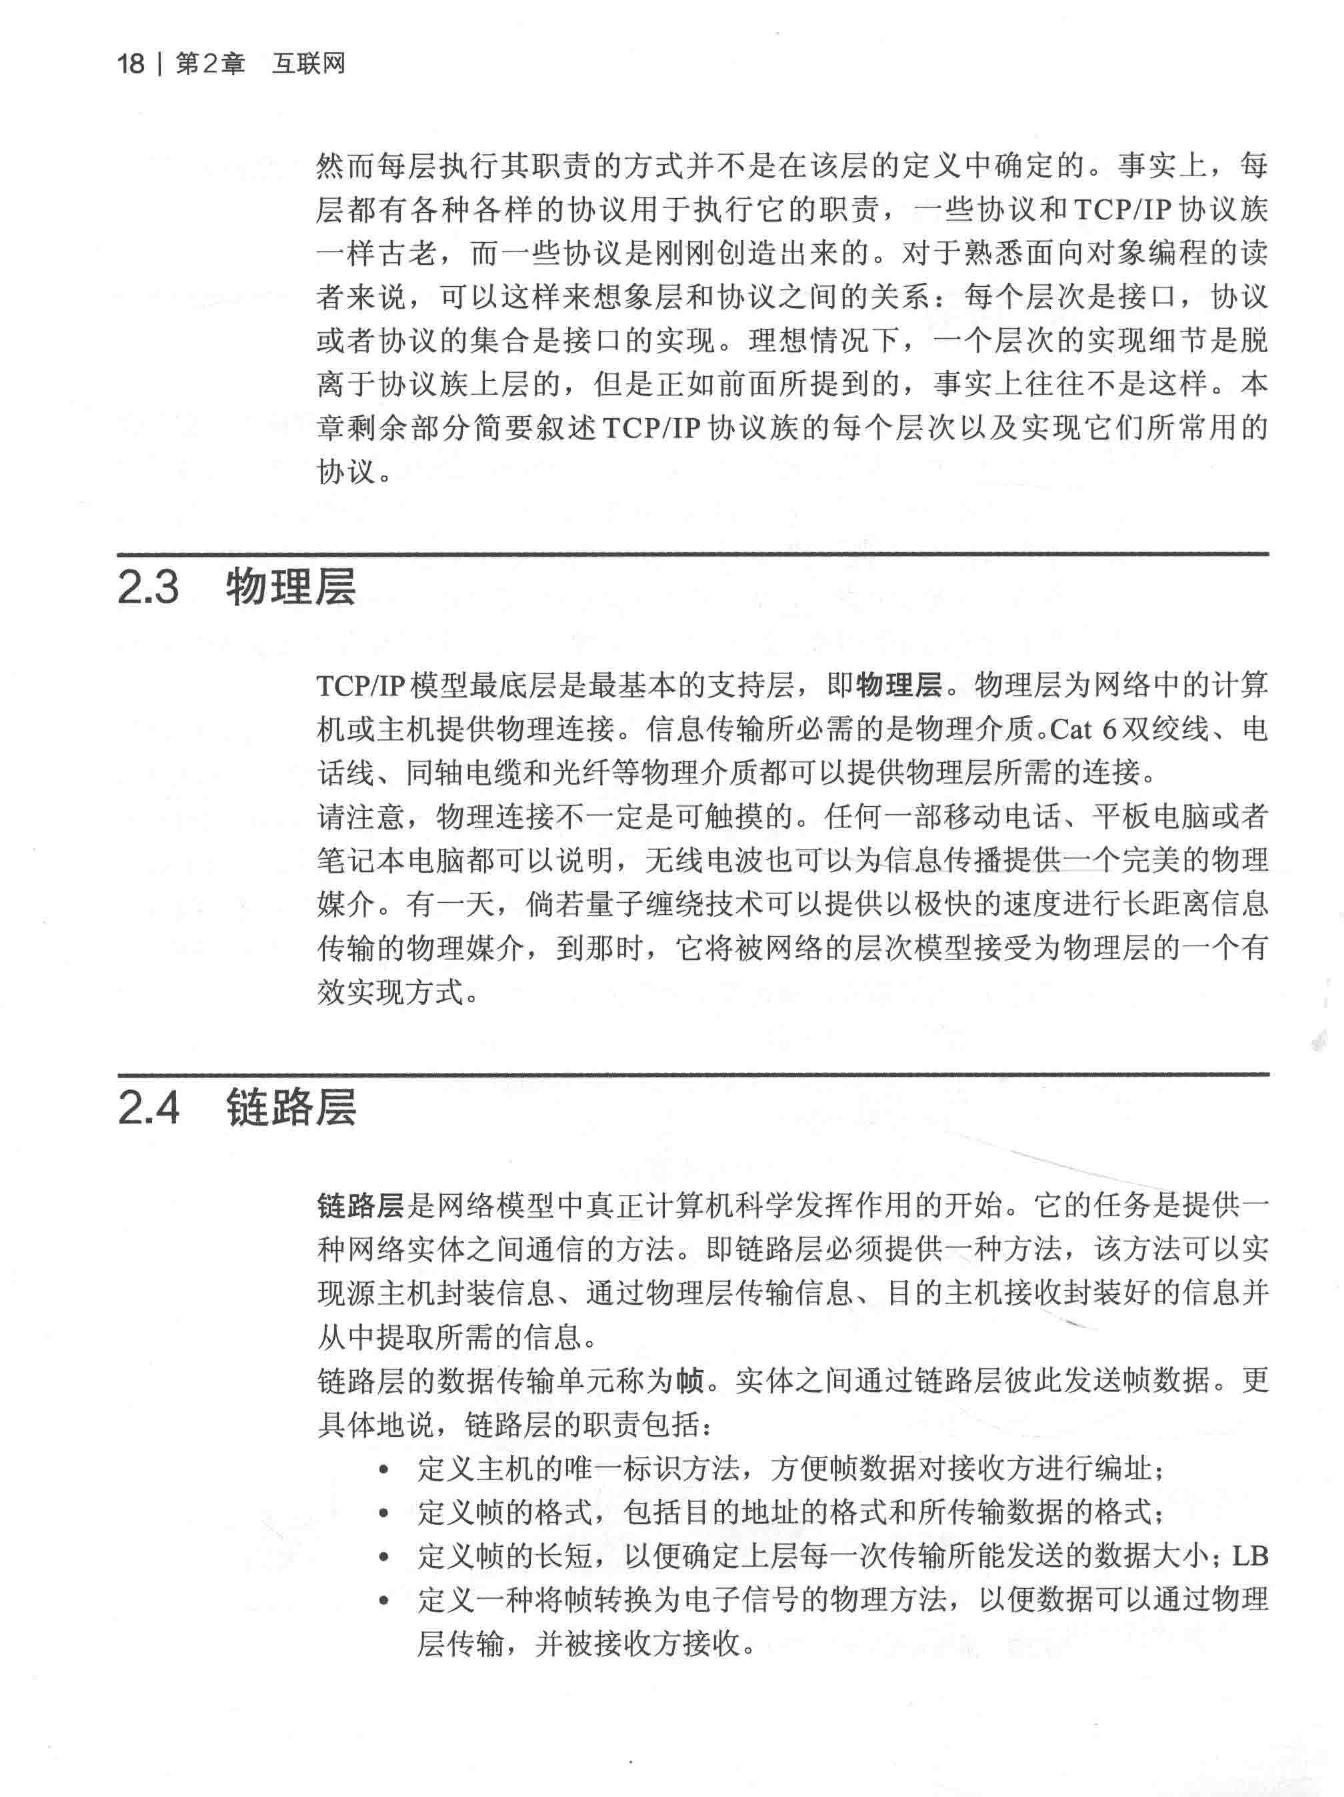 18 | 第2章 互联网
然而每层执行其职责的方式并不是在该层的定义中确定的。事实上，每
层都有各种各样的协议用于执行它的职责，一些协议和TCP/IP协议族
一样古老，而一些协议是刚刚创造出来的。对于熟悉面向对象编程的读
者来说，可以这样来想象层和协议之间的关系：每个层次是接口，协议
或者协议的集合是接口的实现。理想情况下，一个层次的实现细节是脱
离于协议族上层的，但是正如前面所提到的，事实上往往不是这样。本
章剩余部分简要叙述TCP/IP协议族的每个层次以及实现它们所常用的
协议。
2.3 物理层
TCP/IP模型最底层是最基本的支持层，即物理层。物理层为网络中的计算
机或主机提供物理连接。信息传输所必需的是物理介质。Cat 6双绞线、电
话线、同轴电缆和光纤等物理介质都可以提供物理层所需的连接。
请注意，物理连接不一定是可触摸的。任何一部移动电话、平板电脑或者
笔记本电脑都可以说明，无线电波也可以为信息传播提供一个完美的物理
媒介。有一天，倘若量子缠绕技术可以提供以极快的速度进行长距离信息
传输的物理媒介，到那时，它将被网络的层次模型接受为物理层的一个有
效实现方式。
2.4 链路层
链路层是网络模型中真正计算机科学发挥作用的开始。它的任务是提供一
种网络实体之间通信的方法。即链路层必须提供一种方法，该方法可以实
现源主机封装信息、通过物理层传输信息、目的主机接收封装好的信息并
从中提取所需的信息。
链路层的数据传输单元称为帧。实体之间通过链路层彼此发送帧数据。更
具体地说，链路层的职责包括：
• 定义主机的唯一标识方法，方便帧数据对接收方进行编址；
• 定义帧的格式，包括目的地址的格式和所传输数据的格式；
• 定义帧的长短，以便确定上层每一次传输所能发送的数据大小；LB
• 定义一种将帧转换为电子信号的物理方法，以便数据可以通过物理
层传输，并被接收方接收。